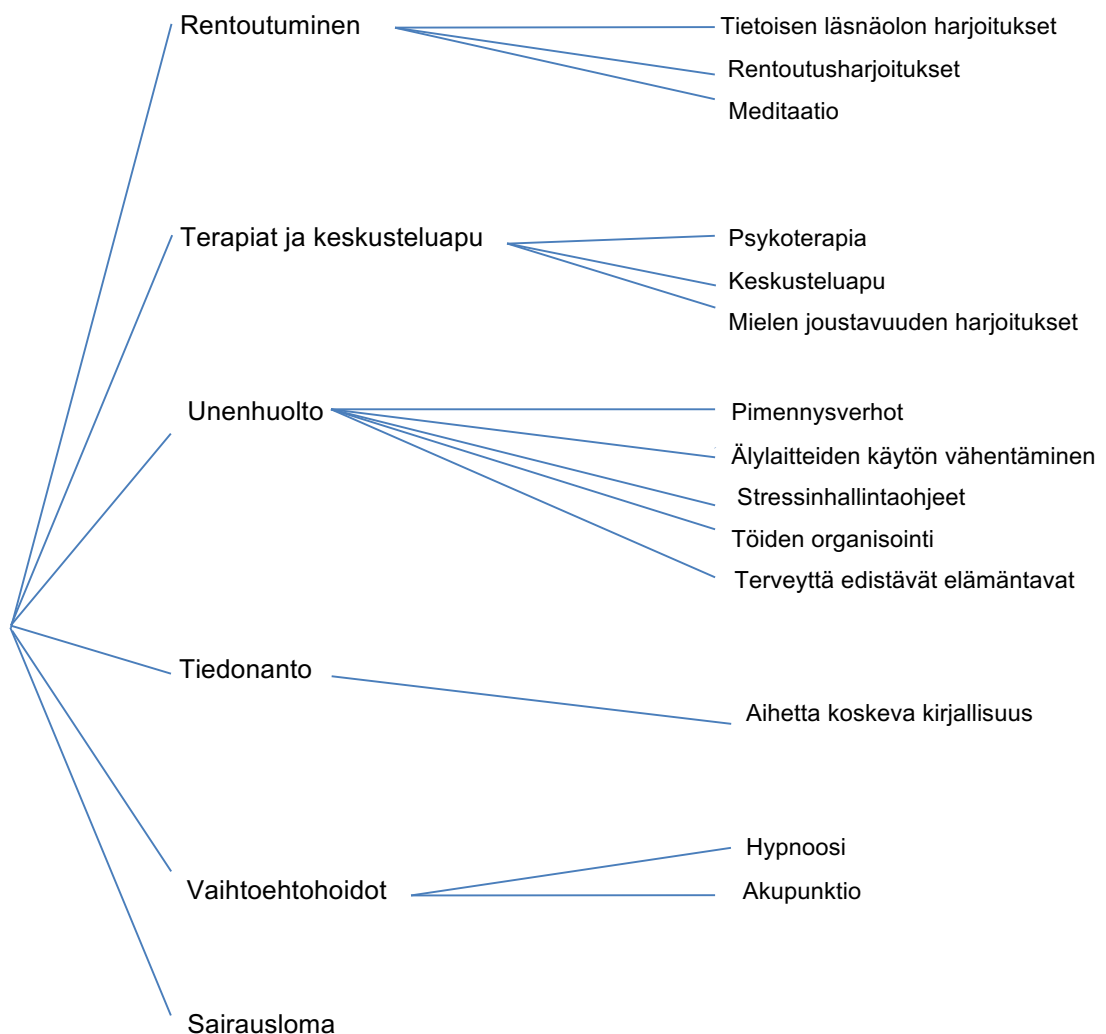 Rentoutuminen
Tietoisen läsnäolon harjoitukset
Rentoutusharjoitukset
Meditaatio
Terapiat ja keskusteluapu
Psykoterapia
Keskusteluapu
Mielen joustavuuden harjoitukset
Unenhuolto
Pimennysverhot
Älylaitteiden käytön vähentäminen
Stressinhallintaohjeet
Töiden organisointi
Terveyttä edistävät elämäntavat
Tiedonanto
Aihetta koskeva kirjallisuus
Vaihtoehtohoidot
Hypnoosi
Akupunktio
Sairausloma